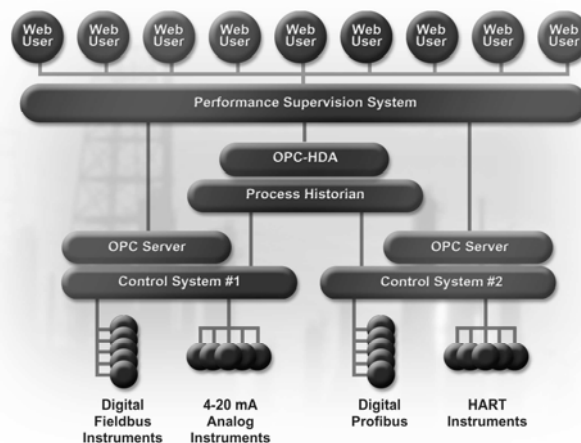 Web User
Web User
Web User
Web User
Web User
Web User
Web User
Web User
Web User
Performance Supervision System
OPC-HDA
Process Historian
OPC Server
OPC Server
Control System #1
Control System #2
Digital
Fieldbus
Instruments
4-20 mA
Analog
Instruments
Digital
Profibus
HART
Instruments